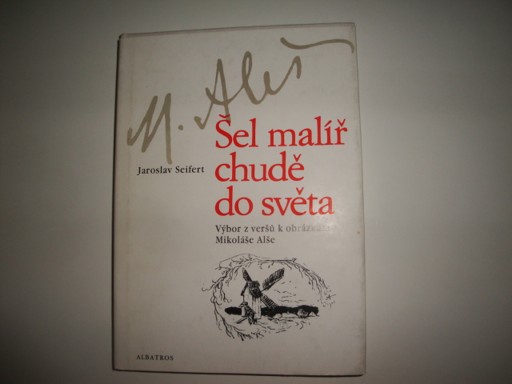 M. Aleš
Šel malíř
Jaroslav Seifert
chudě
do světa
Výbor z veršů k obrázkům
Mikoláše Alše
ALBATROS